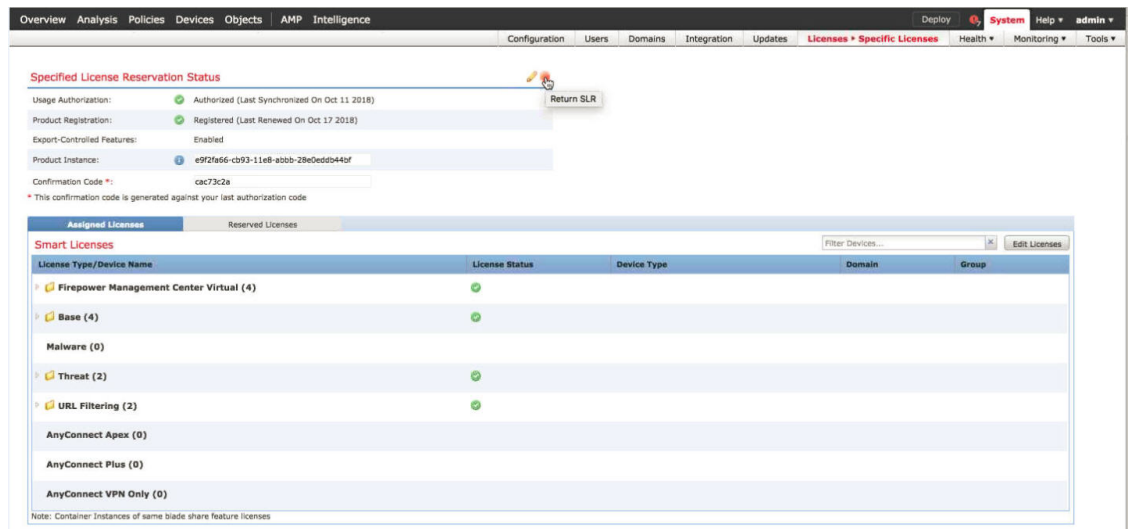 Overview Analysis Policies Devices Objects AMP Intelligence Deploy System Help admin
Configuration Users Domains Integration Updates Licenses Specific Licenses Health Monitoring Tools
Specified License Reservation Status
Return SLR
Usage Authorization: Authorized (Last Synchronized On Oct 11 2018)
Product Registration: Registered (Last Renewed On Oct 17 2018)
Export-Controlled Features: Enabled
Product Instance: e9f2fa66-cb93-11e8-abbb-28e0eddb44bf
Confirmation Code *: cac73c2a
* This confirmation code is generated against your last authorization code
Assigned Licenses Reserved Licenses
Smart Licenses Filter Devices... Edit Licenses
License Type/Device Name License Status Device Type Domain Group
Firepower Management Center Virtual (4)
Base (4)
Malware (0)
Threat (2)
URL Filtering (2)
AnyConnect Apex (0)
AnyConnect Plus (0)
AnyConnect VPN Only (0)
Note: Container Instances of same blade share feature licenses